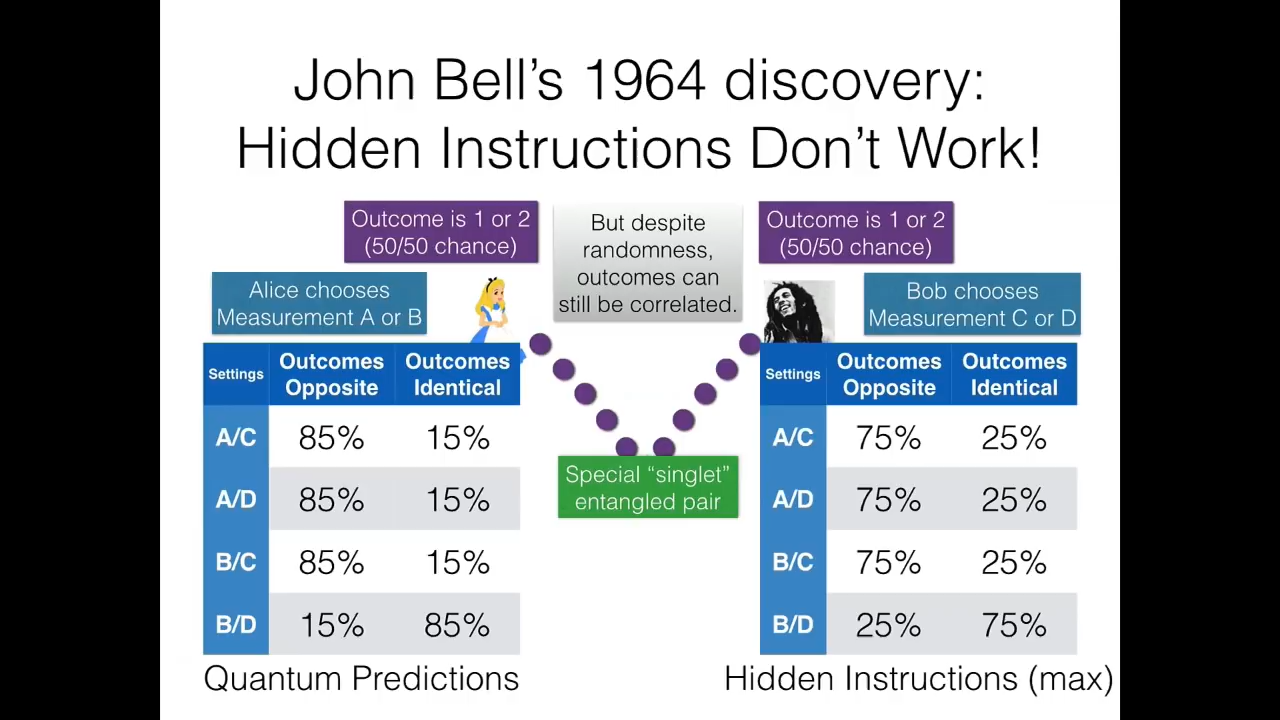 John Bell’s 1964 discovery:
Hidden Instructions Don’t Work!
Outcome is 1 or 2
(50/50 chance)
But despite
randomness,
outcomes can
still be correlated.
Outcome is 1 or 2
(50/50 chance)
Alice chooses
Measurement A or B
Bob chooses
Measurement C or D
Settings Outcomes Opposite Outcomes Identical
A/C 85% 15%
A/D 85% 15%
B/C 85% 15%
B/D 15% 85%
Quantum Predictions
Special “singlet”
entangled pair
Settings Outcomes Opposite Outcomes Identical
A/C 75% 25%
A/D 75% 25%
B/C 75% 25%
B/D 25% 75%
Hidden Instructions (max)